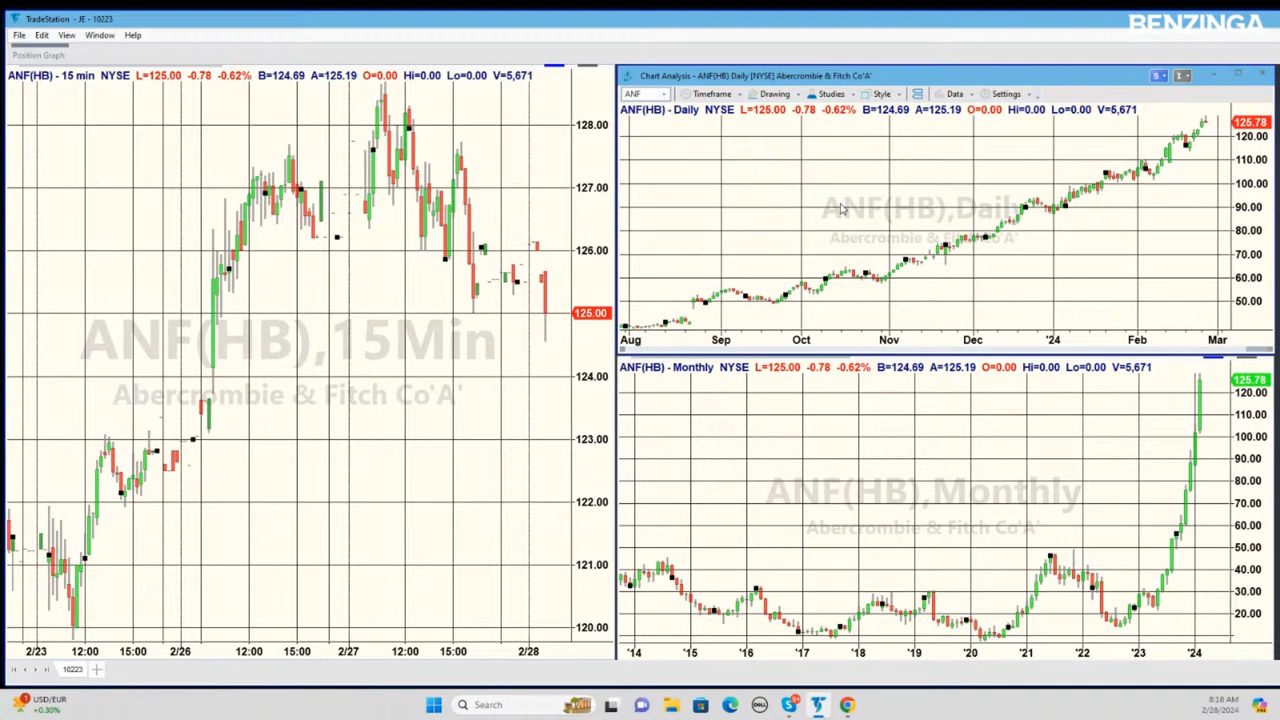 TradeStation - JE - 10223
BENZINGA
File Edit View Window Help
Position Graph
ANF(HB) - 15 min NYSE L=125.00 -0.78 -0.62% B=124.69 A=125.19 O=0.00 Hi=0.00 Lo=0.00 V=5,671
128.00
127.00
126.00
125.00
124.00
123.00
122.00
121.00
120.00
ANF(HB),15Min
Abercrombie & Fitch Co'A'
2/23 12:00 15:00 2/26 12:00 15:00 2/27 12:00 15:00 2/28
10223
Chart Analysis - ANF(HB) Daily [NYSE] Abercrombie & Fitch Co'A'
ANF Timeframe Drawing Studies Style Data Settings
ANF(HB) - Daily NYSE L=125.00 -0.78 -0.62% B=124.69 A=125.19 O=0.00 Hi=0.00 Lo=0.00 V=5,671
125.78
120.00
110.00
100.00
90.00
80.00
70.00
60.00
50.00
ANF(HB),Daily
Abercrombie & Fitch Co'A'
Aug Sep Oct Nov Dec '24 Feb Mar
ANF(HB) - Monthly NYSE L=125.00 -0.78 -0.62% B=124.69 A=125.19 O=0.00 Hi=0.00 Lo=0.00 V=5,671
125.78
120.00
110.00
100.00
90.00
80.00
70.00
60.00
50.00
40.00
30.00
20.00
ANF(HB),Monthly
Abercrombie & Fitch Co'A'
'14 '15 '16 '17 '18 '19 '20 '21 '22 '23 '24
USD/EUR
+0.30%
Search
DELL
8:16 AM
2/28/2024